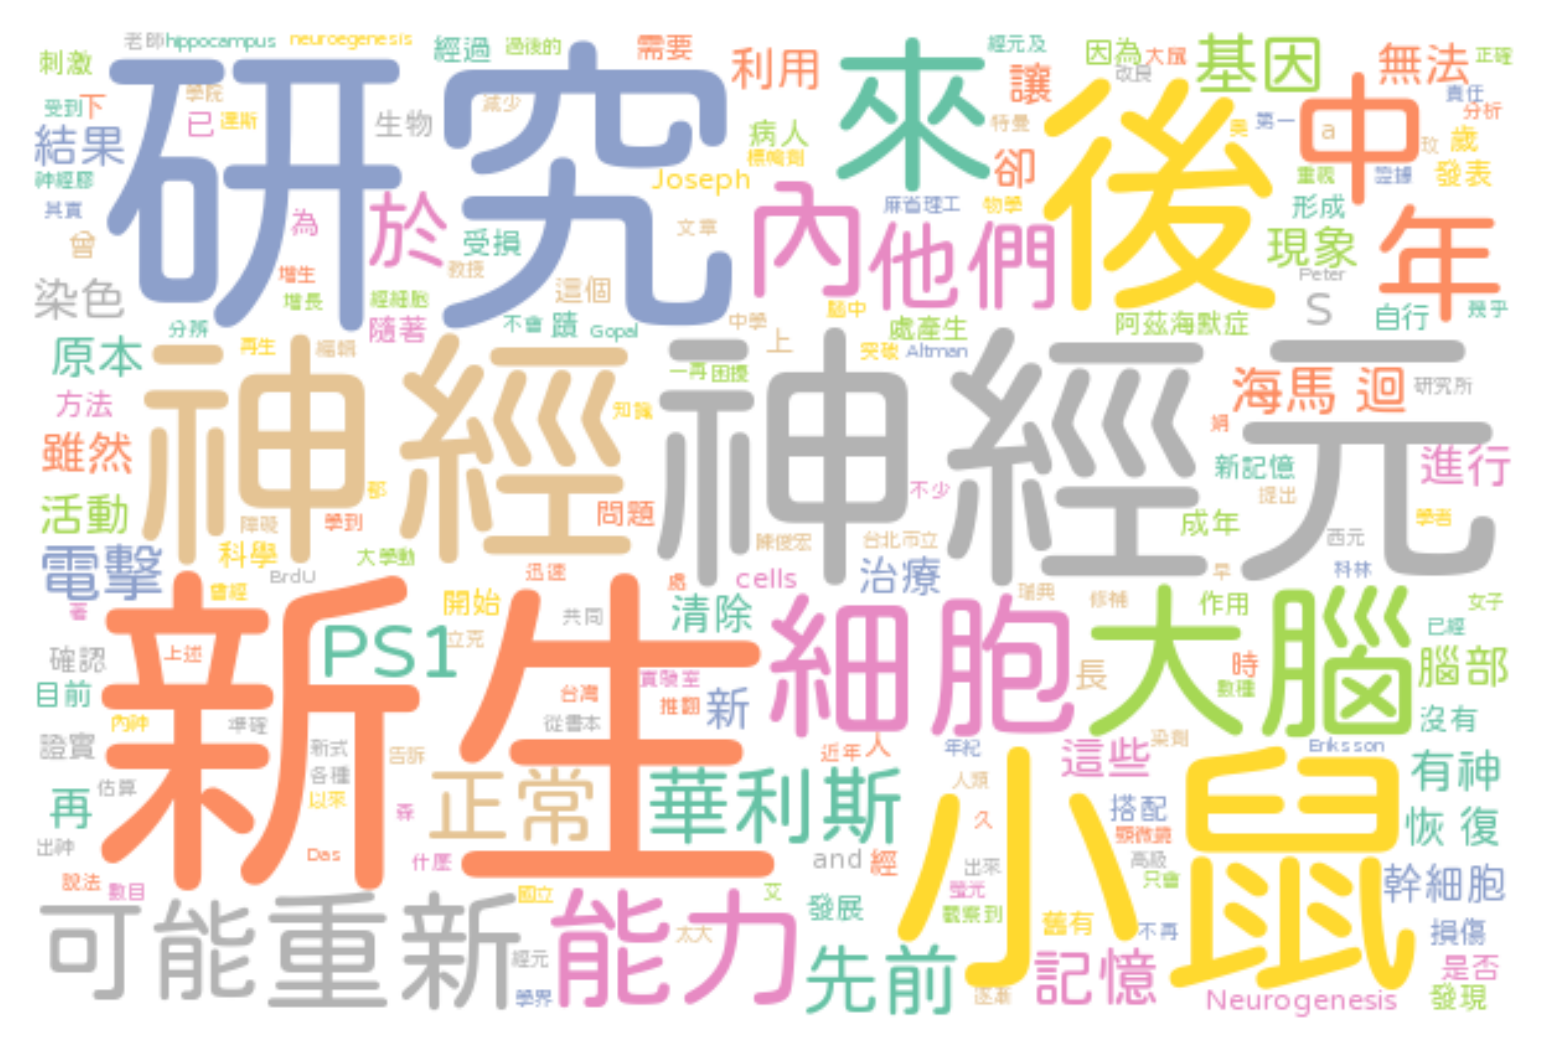 老師 hippocampus neuroegenesis 經過 過後的 需要 利用 經元及 因為 大鼠 基因 無法 正確
刺激 學院 減少 來 讓 改良 責任
受到 下 已 達斯 生物 研究 病人 特曼 後 第一 中 a 分析
結果 標幟劑 卻 奧 玫 歲
神經膠 Joseph 重視 證據 發表
其實 為 於 內 麻省理工 物學 形成
曾 受損 文章 他們 現象 年
增生 教授 Peter
染色 增長 經細胞 這個 腦中 S
分辨 隨著 不會 蹟 Gopal 中學 處產生 阿茲海默症 自行 幾乎
原本 再生 編輯 上 突破 Altman
一再 困擾 海馬 迴 研究所
方法 神經 知識 神經元 娟
雖然 新記憶 進行
活動 都 不少 提出
障礙 學到 問題 成年 學者
電擊 科學 大學動 陳俊宏 台北市立 西元
BrdU 迅速 處 cells 治療 早 科林
著 曾經 開始 共同 清除 瑞典 修補 作用 女子
新生 PS1 立克 細胞 大腦 已經
確認 上述 實驗室 時 腦部
目前 台灣 推翻 新 長 數種
內神 準確 從書本 沒有
證實 新式 告訴 近年 人 年紀 這些 染劑 Eriksson
估算 各種 正常 華利斯 人類 小鼠 有神
再 以來 森 久 搭配 恢復
出神 Das 什麼 and 經 出來 顯微鏡 高級
說法 數目 國立 艾 螢光 只會 幹細胞
可能 重新 能力 發展 觀察到 舊有 不再 損傷
經元 太大 先前 記憶 是否
學界 逐漸 Neurogenesis 發現